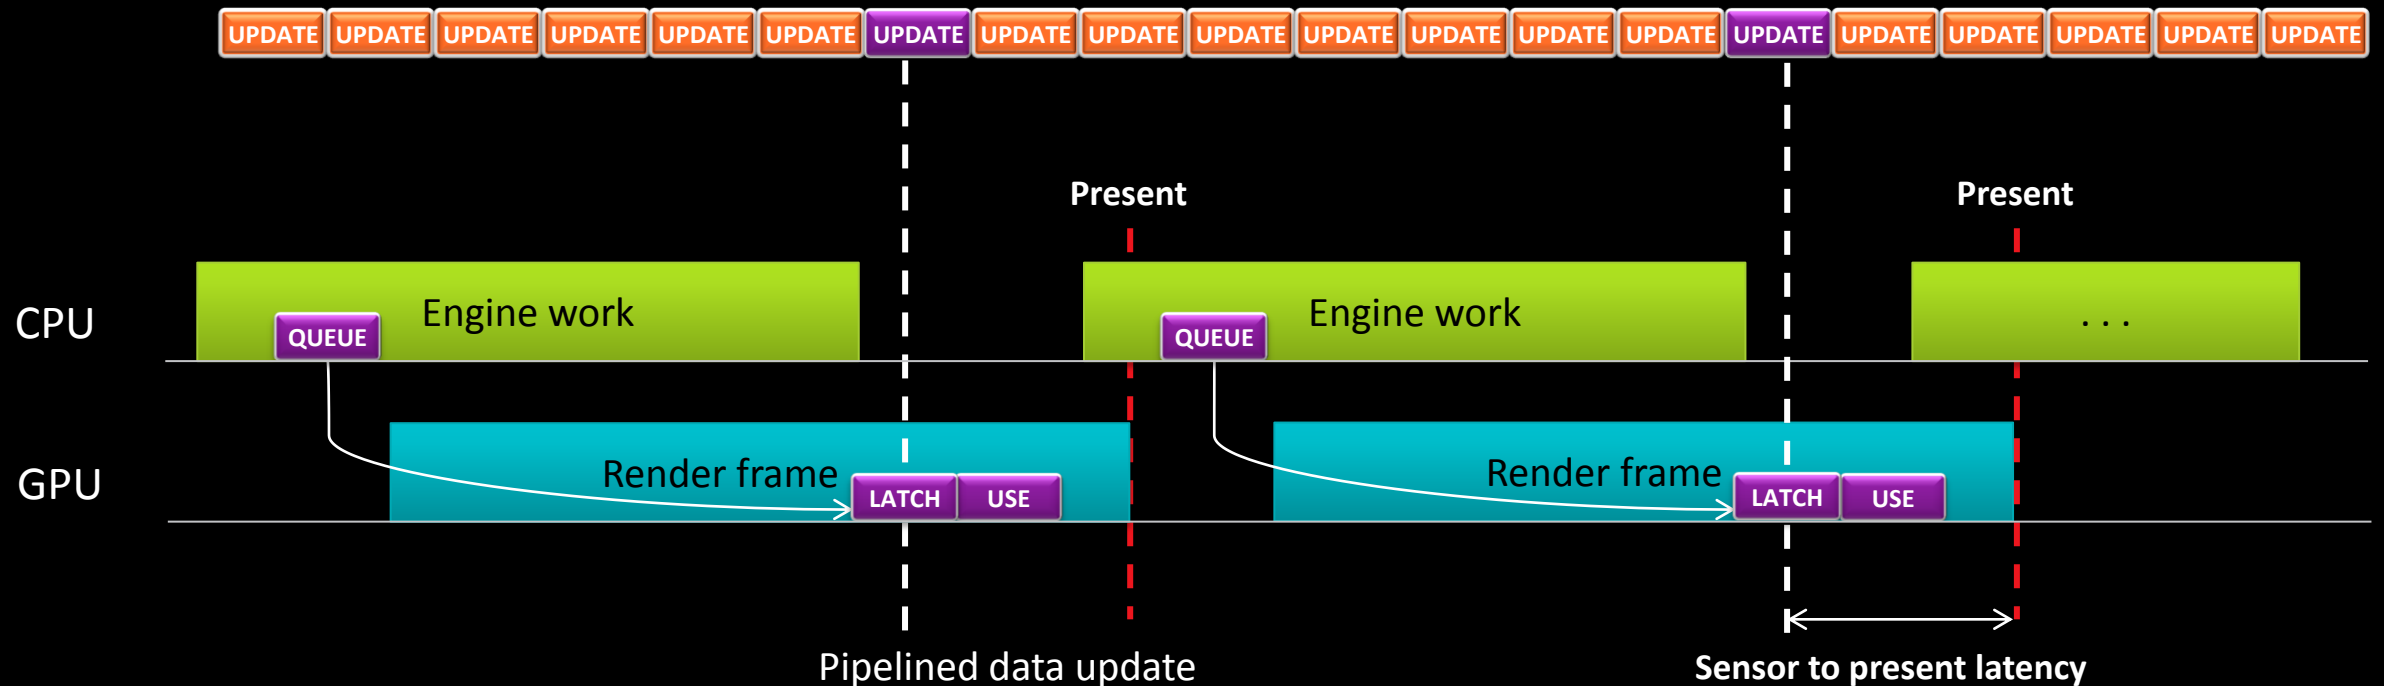 UPDATE UPDATE UPDATE UPDATE UPDATE UPDATE UPDATE UPDATE UPDATE UPDATE UPDATE UPDATE UPDATE UPDATE UPDATE UPDATE UPDATE UPDATE UPDATE UPDATE
Present Present
CPU QUEUE Engine work QUEUE Engine work . . .
GPU Render frame LATCH USE Render frame LATCH USE
Pipelined data update Sensor to present latency